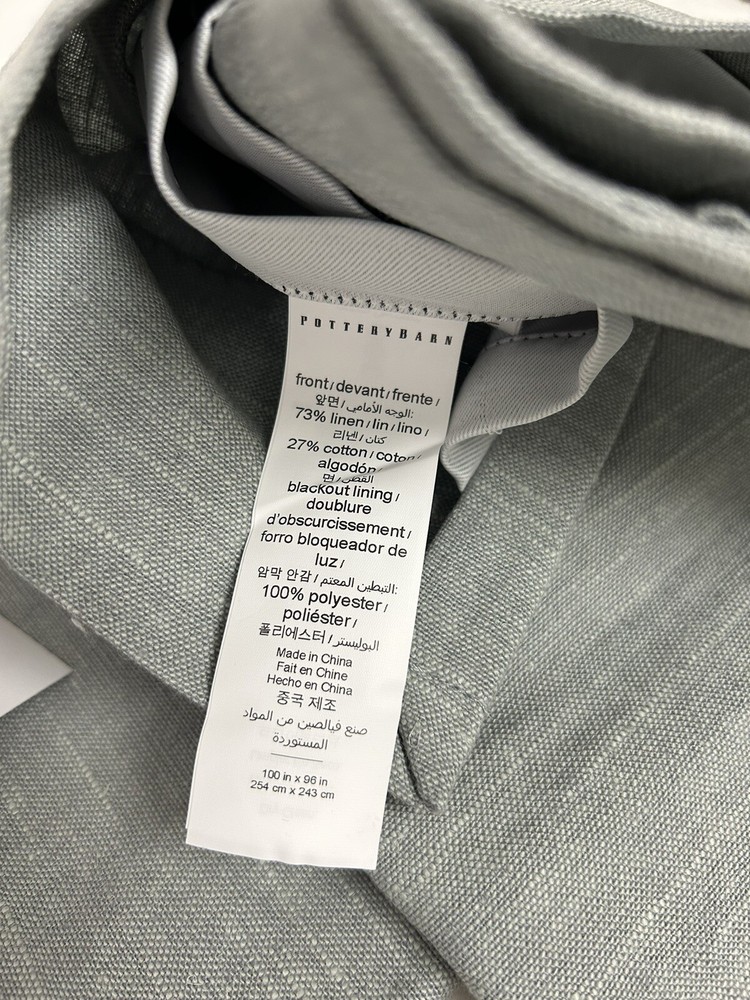 POTTERYBARN
front / devant / frente /
앞면 / الوجه الأمامي:
73% linen / lin / lino /
리넨 / كتان
27% cotton / coton /
algodón /
면 / القطن
blackout lining /
doublure
d'obscurcissement /
forro bloqueador de
luz /
암막 안감 / التبطين المعتم:
100% polyester /
poliéster /
폴리에스터 / البوليستر
Made in China
Fait en Chine
Hecho en China
중국 제조
صنع فيالصين من المواد
المستوردة
100 in x 96 in
254 cm x 243 cm